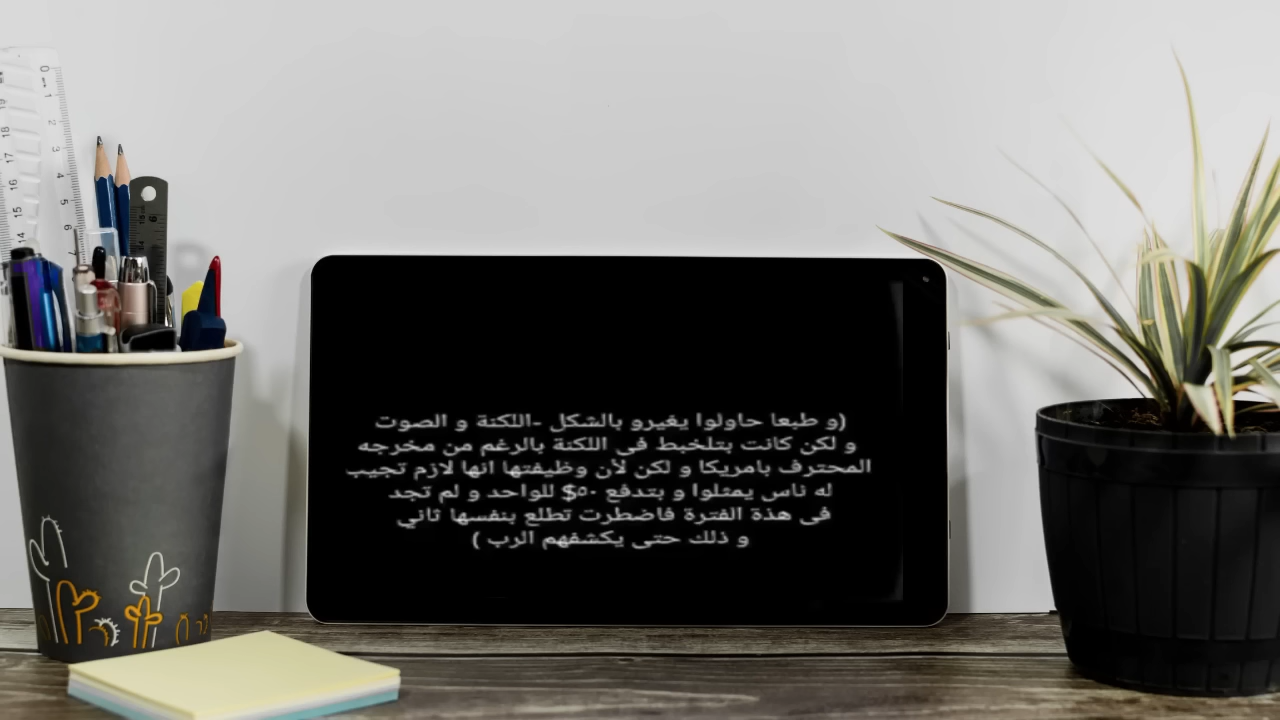 (و طبعا حاولوا يغيرو بالشكل -اللكنة و الصوت
و لكن كانت بتلخبط فى اللكنة بالرغم من مخرجه
المحترف بامريكا و لكن لأن وظيفتها انها لازم تجيب
له ناس يمثلوا و بتدفع ٥٠$ للواحد و لم تجد
فى هذة الفترة فاضطرت تطلع بنفسها ثاني
و ذلك حتى يكشفهم الرب )